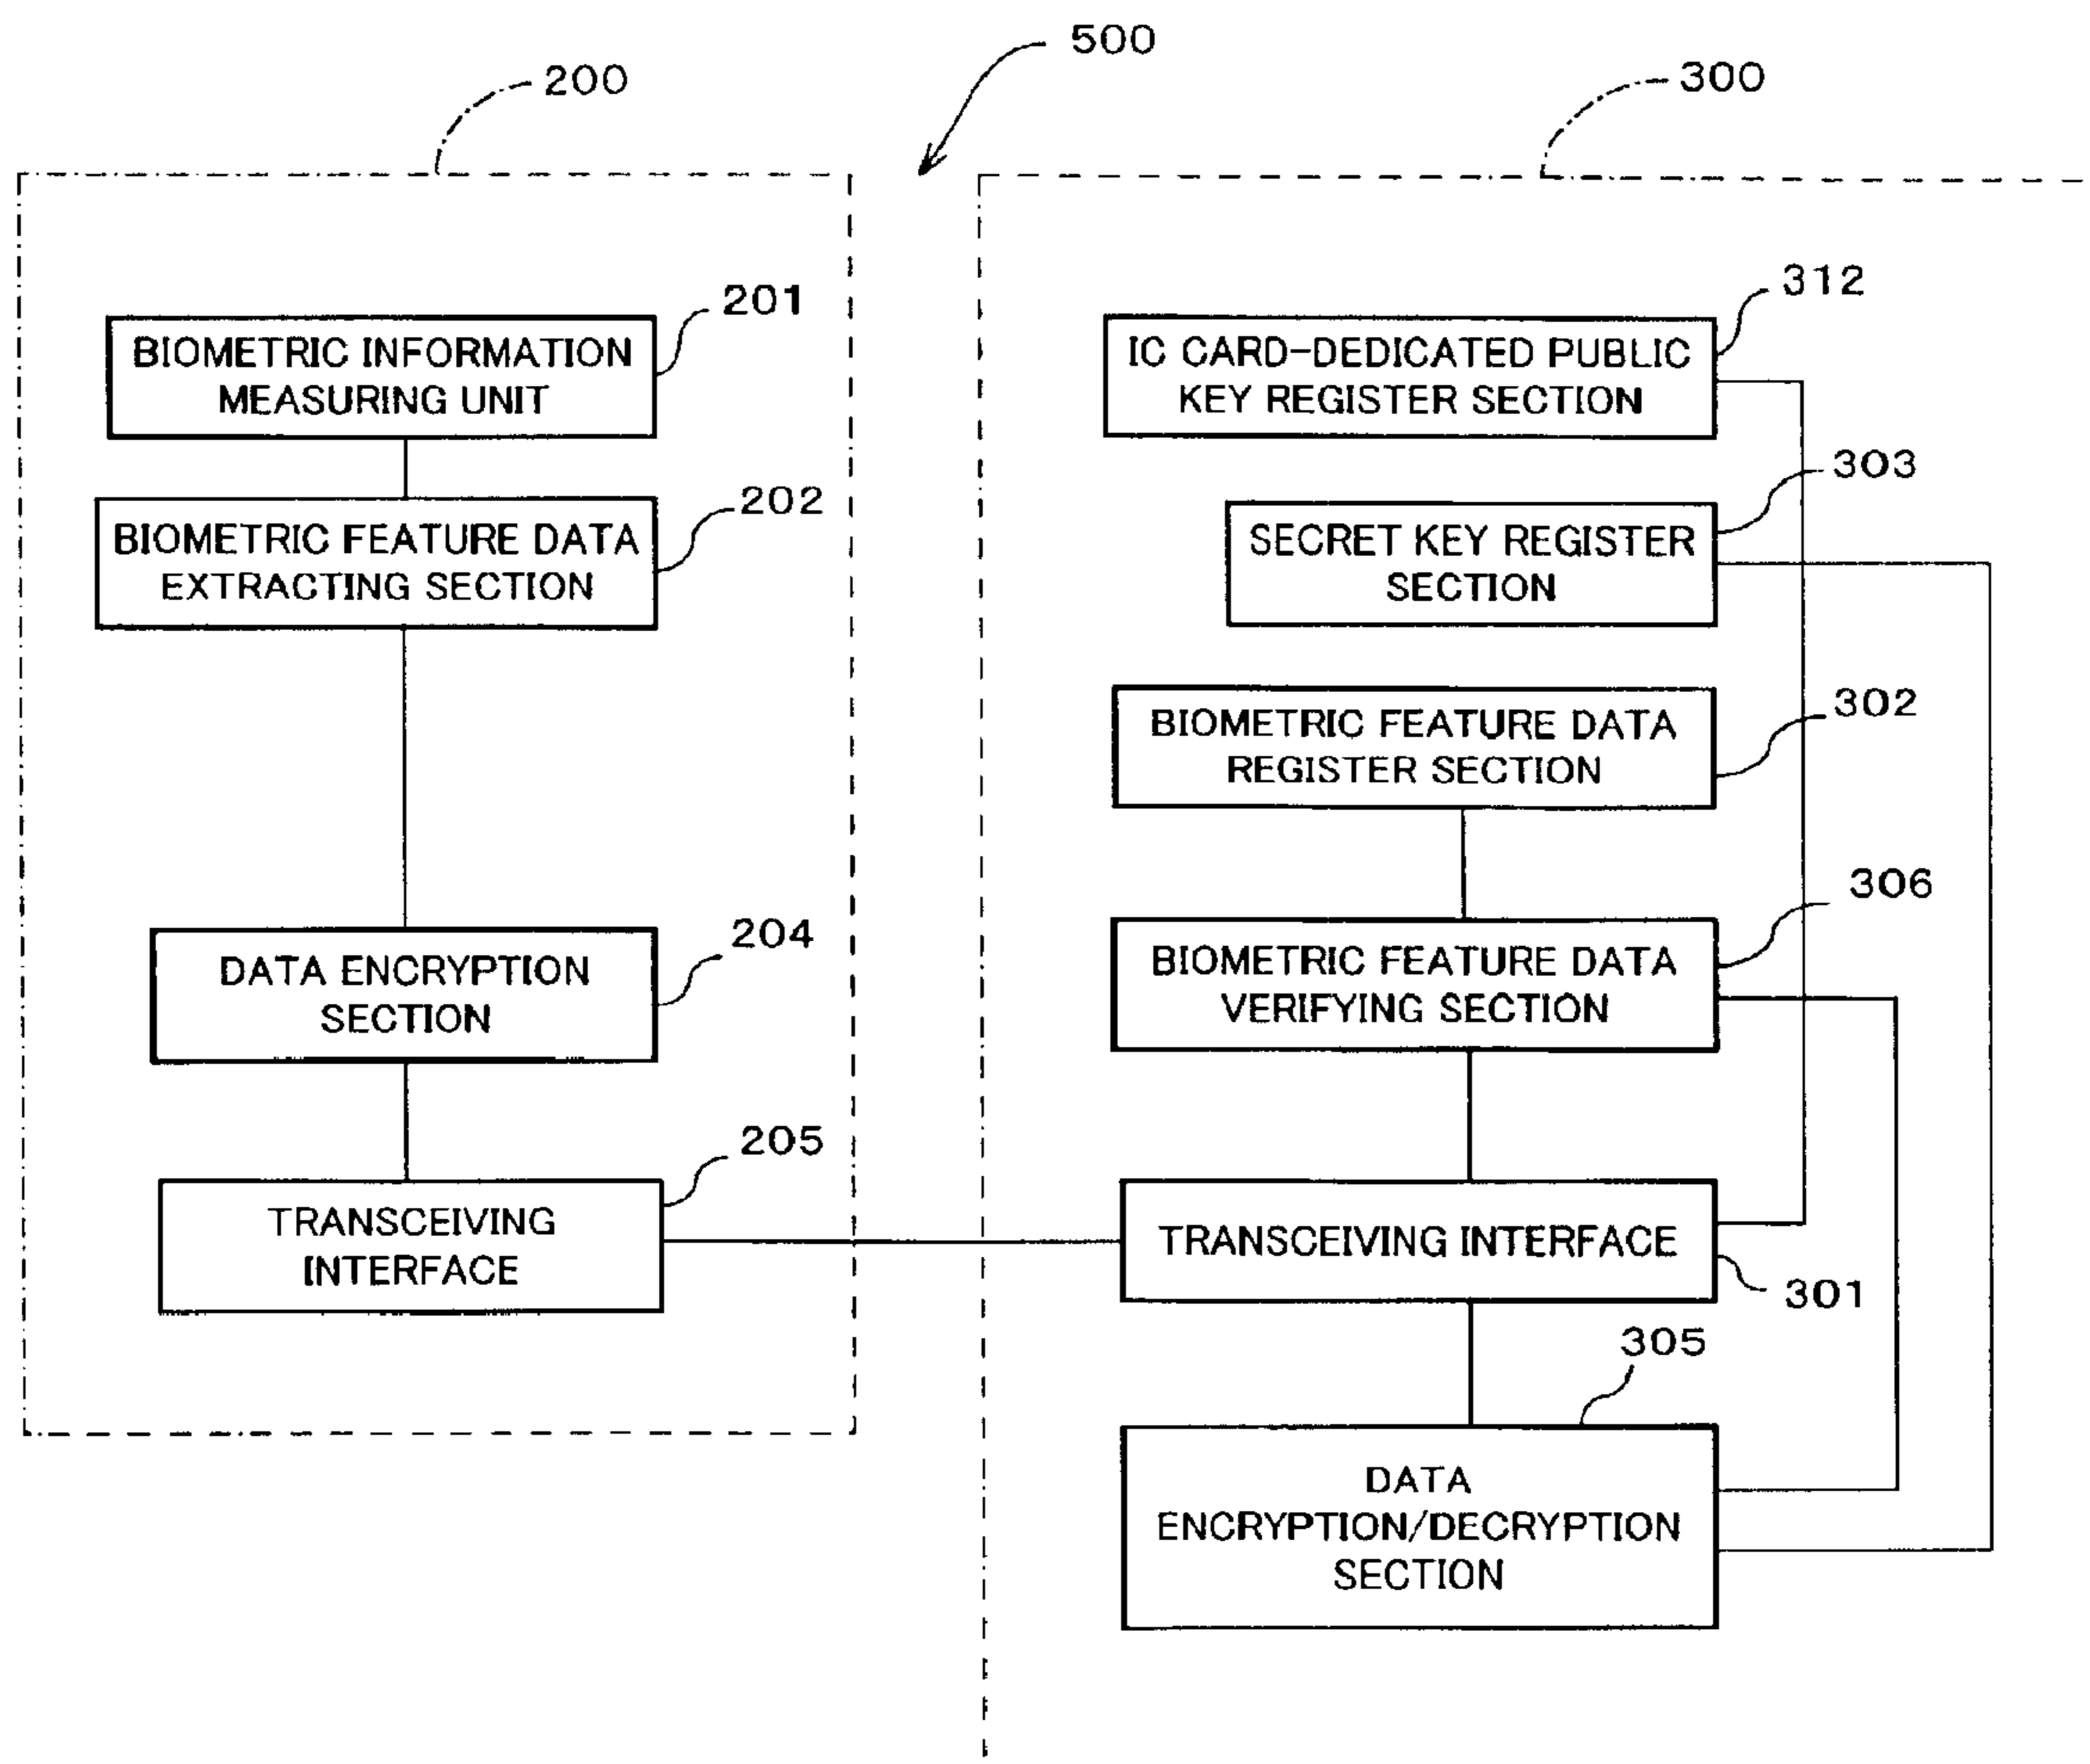 500
200
300
201
BIOMETRIC INFORMATION
MEASURING UNIT
202
BIOMETRIC FEATURE DATA
EXTRACTING SECTION
204
DATA ENCRYPTION
SECTION
205
TRANSCEIVING
INTERFACE
312
IC CARD-DEDICATED PUBLIC
KEY REGISTER SECTION
303
SECRET KEY REGISTER
SECTION
302
BIOMETRIC FEATURE DATA
REGISTER SECTION
306
BIOMETRIC FEATURE DATA
VERIFYING SECTION
TRANSCEIVING INTERFACE
301
305
DATA
ENCRYPTION/DECRYPTION
SECTION